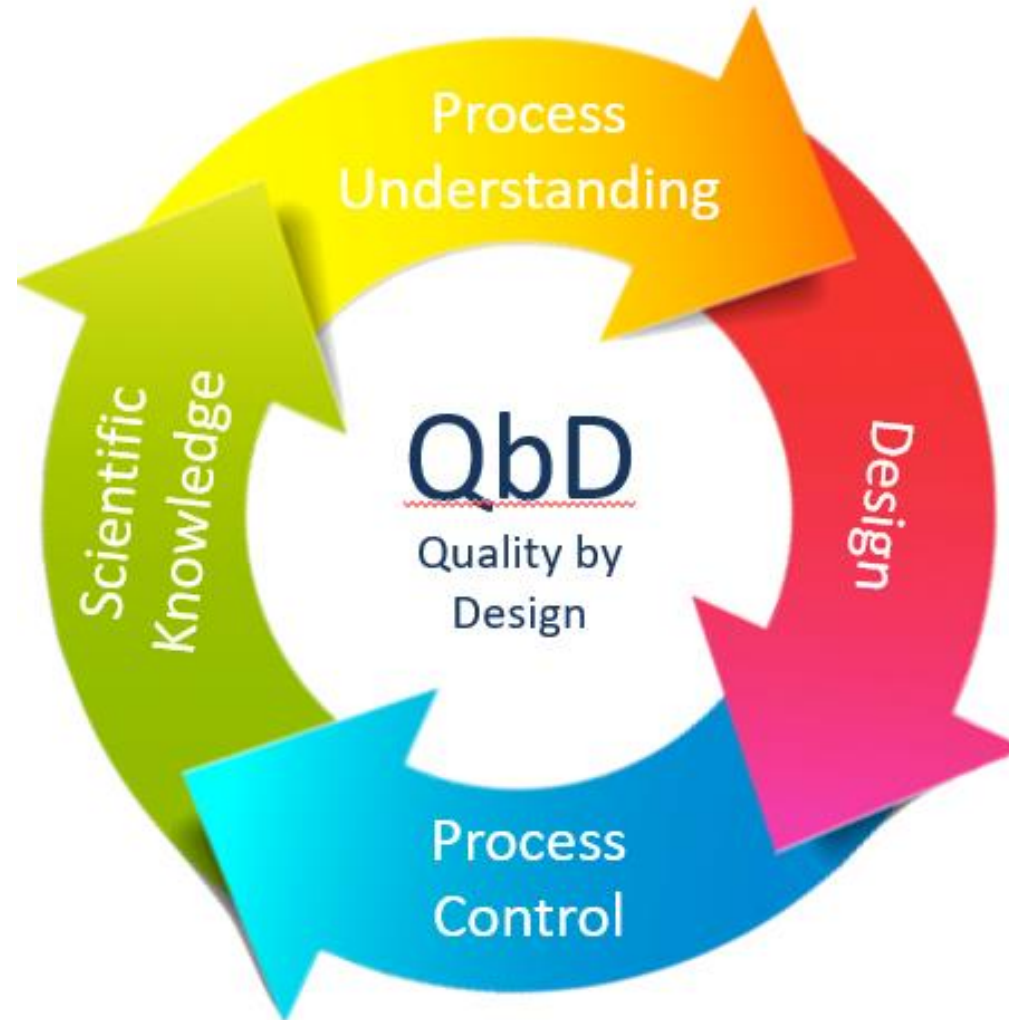 Process
Understanding
Design
Process
Control
Scientific
Knowledge
QbD
Quality by
Design